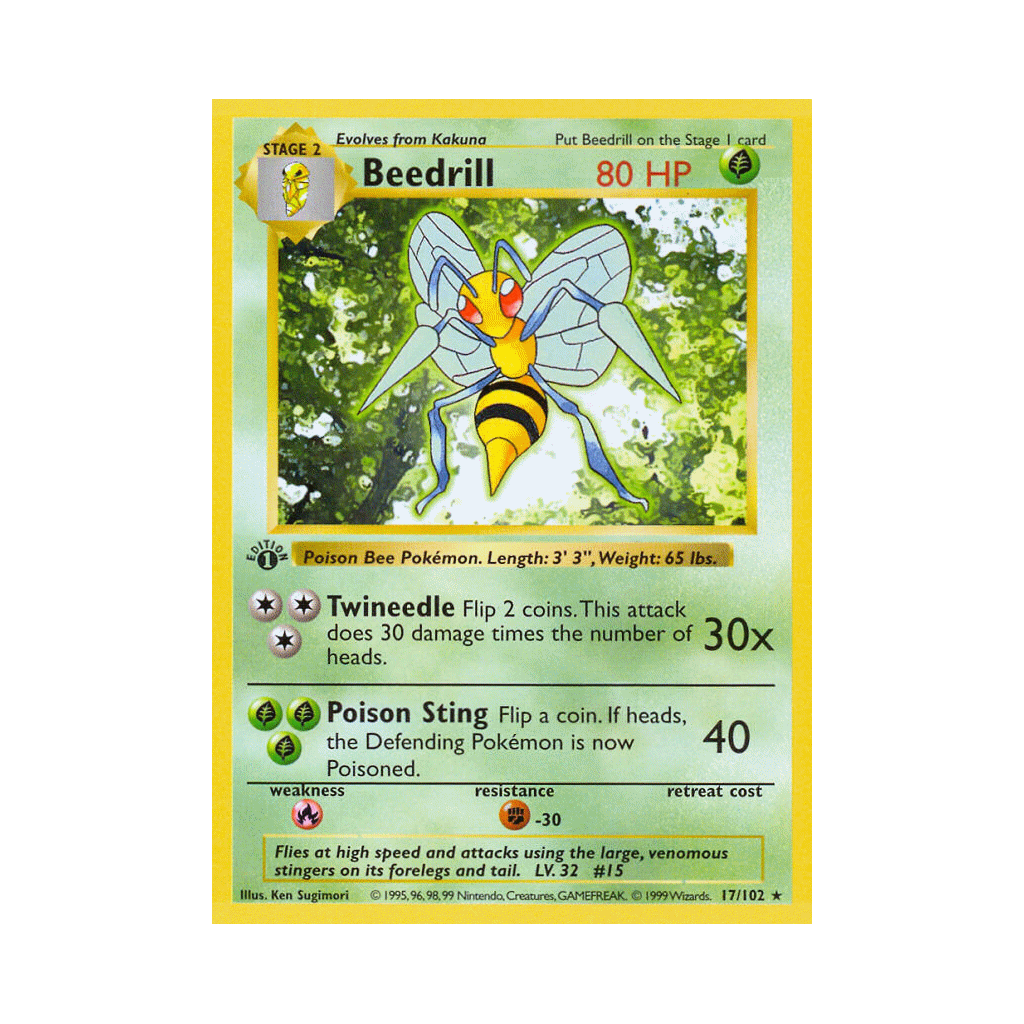 Evolves from Kakuna
Put Beedrill on the Stage 1 card
STAGE 2
Beedrill
80 HP
EDITION
1
Poison Bee Pokémon. Length: 3' 3", Weight: 65 lbs.
Twineedle Flip 2 coins. This attack
does 30 damage times the number of
heads.
30x
Poison Sting Flip a coin. If heads,
the Defending Pokémon is now
Poisoned.
40
weakness
resistance
retreat cost
-30
Flies at high speed and attacks using the large, venomous
stingers on its forelegs and tail. LV. 32 #15
Illus. Ken Sugimori
© 1995, 96, 98, 99 Nintendo, Creatures, GAMEFREAK. © 1999 Wizards.
17/102 ★